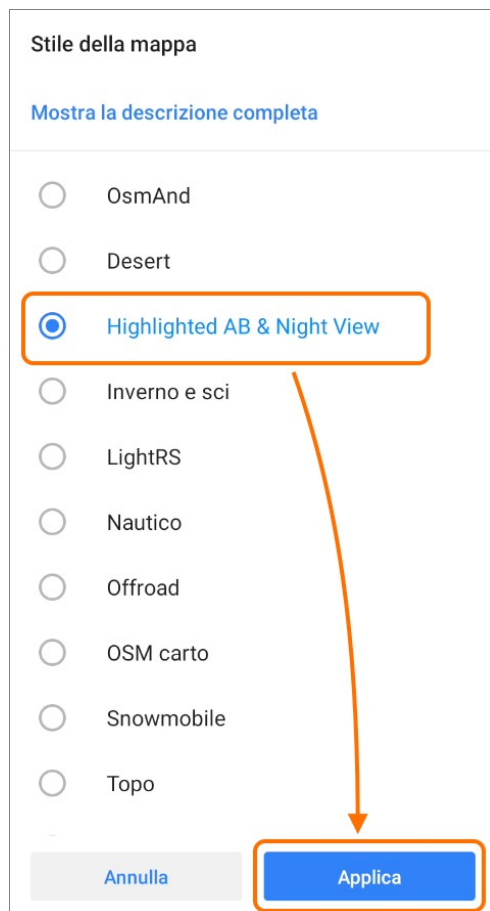 Stile della mappa
Mostra la descrizione completa
OsmAnd
Desert
Highlighted AB & Night View
Inverno e sci
LightRS
Nautico
Offroad
OSM carto
Snowmobile
Topo
Annulla
Applica